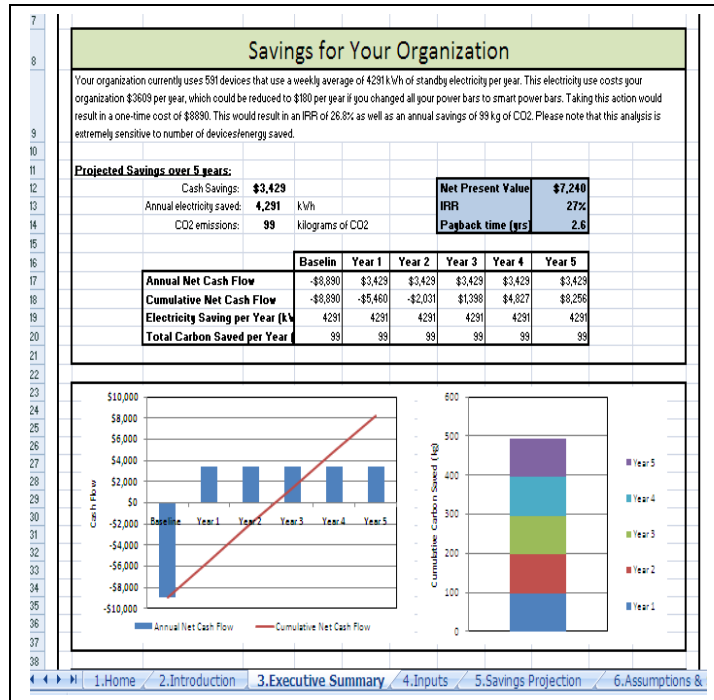 7
8
Savings for Your Organization
Your organization currently uses 591 devices that use a weekly average of 4291 kWh of standby electricity per year. This electricity use costs your
organization $3609 per year, which could be reduced to $180 per year if you changed all your power bars to smart power bars. Taking this action would
result in a one-time cost of $8890. This would result in an IRR of 26.8% as well as an annual savings of 99 kg of CO2. Please note that this analysis is
9 extremely sensitive to number of devices/energy saved.
10
11 Projected Savings over 5 years:
12 Cash Savings: $3,429 Net Present Value $7,240
13 Annual electricity saved: 4,291 kWh IRR 27%
14 CO2 emissions: 99 kilograms of CO2 Payback time (yrs) 2.6
15
16 Baselin Year 1 Year 2 Year 3 Year 4 Year 5
17 Annual Net Cash Flow -$8,890 $3,429 $3,429 $3,429 $3,429 $3,429
18 Cumulative Net Cash Flow -$8,890 -$5,460 -$2,031 $1,398 $4,827 $8,256
19 Electricity Saving per Year (kW 4291 4291 4291 4291 4291 4291
20 Total Carbon Saved per Year ( 99 99 99 99 99 99
21
22
23
24
25
26
27
28
29
30
31
32
33
34
35
36
37
38
$10,000
$8,000
$6,000
$4,000
$2,000
$0
-$2,000
-$4,000
-$6,000
-$8,000
-$10,000
Cash Flow
Baseline Year 1 Year 2 Year 3 Year 4 Year 5
Annual Net Cash Flow Cumulative Net Cash Flow
600
500
400
300
200
100
0
Cumulative Carbon Saved (kg)
Year 5
Year 4
Year 3
Year 2
Year 1
1.Home 2.Introduction 3.Executive Summary 4.Inputs 5.Savings Projection 6.Assumptions &